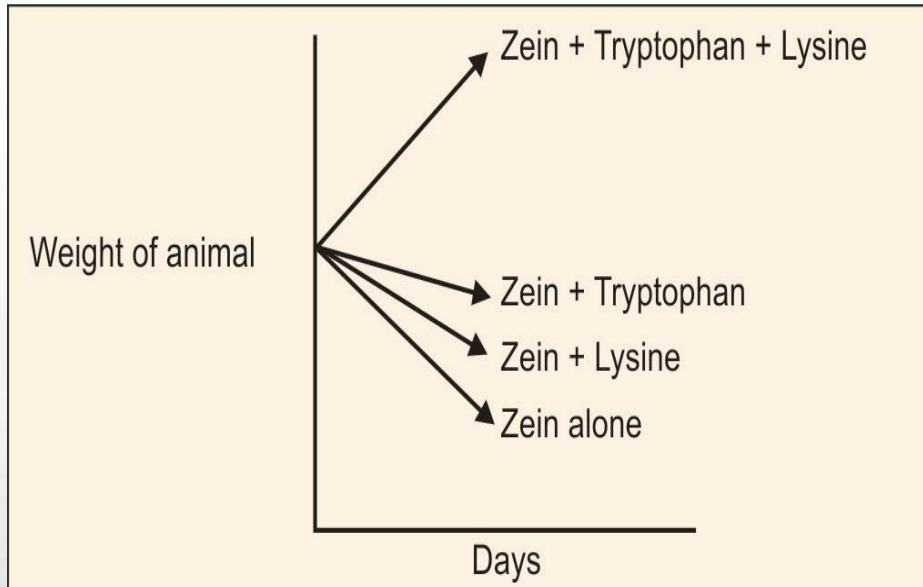 Zein + Tryptophan + Lysine
Weight of animal
Zein + Tryptophan
Zein + Lysine
Zein alone
Days